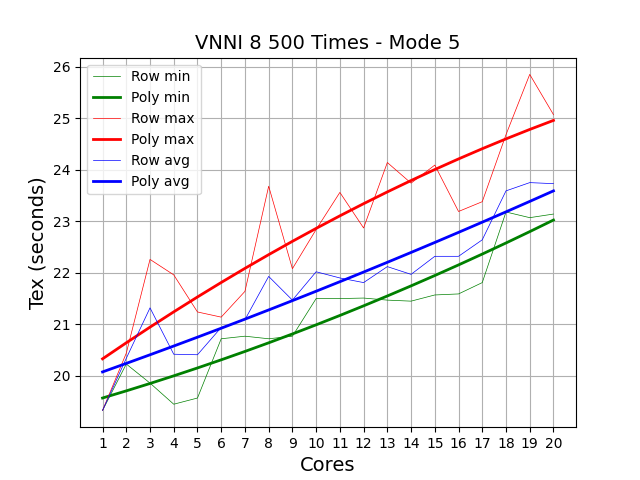 VNNI 8 500 Times - Mode 5
Row min
Poly min
Row max
Poly max
Row avg
Poly avg
Tex (seconds)
26
25
24
23
22
21
20
1 2 3 4 5 6 7 8 9 10 11 12 13 14 15 16 17 18 19 20
Cores